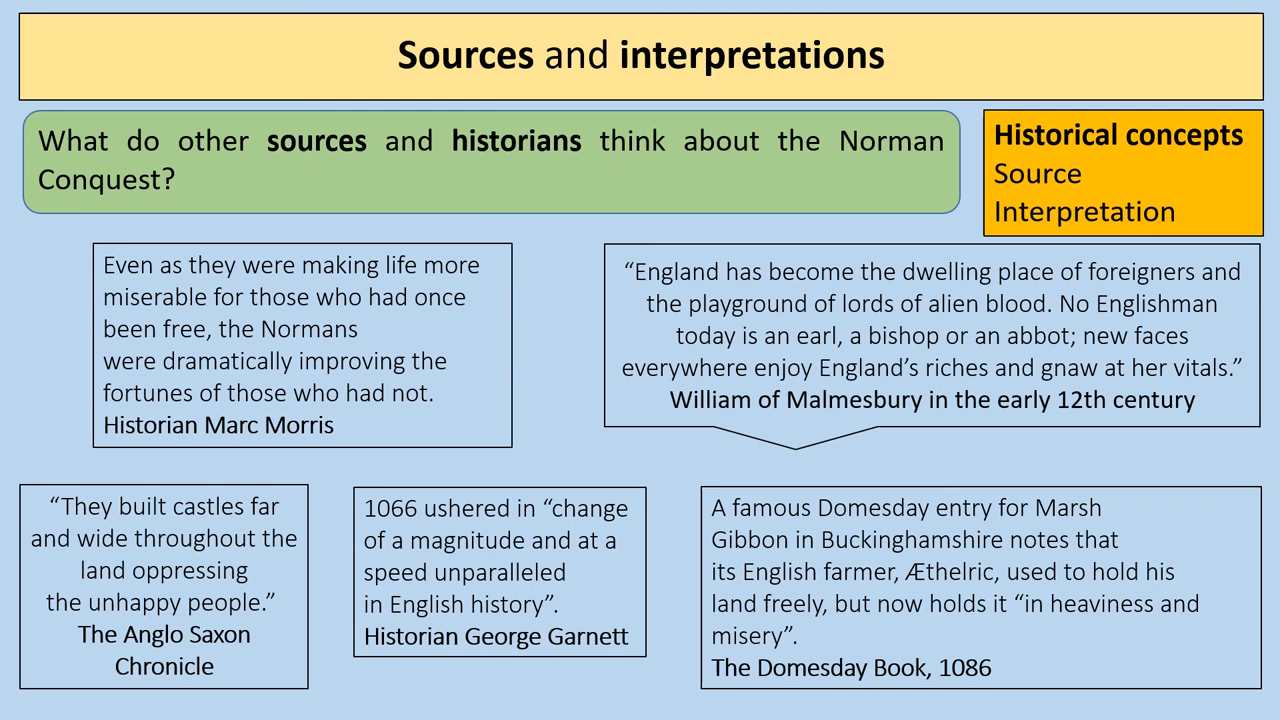 Sources and interpretations
What do other sources and historians think about the Norman
Conquest?
Historical concepts
Source
Interpretation
Even as they were making life more
miserable for those who had once
been free, the Normans
were dramatically improving the
fortunes of those who had not.
Historian Marc Morris
“England has become the dwelling place of foreigners and
the playground of lords of alien blood. No Englishman
today is an earl, a bishop or an abbot; new faces
everywhere enjoy England’s riches and gnaw at her vitals.”
William of Malmesbury in the early 12th century
“They built castles far
and wide throughout the
land oppressing
the unhappy people.”
The Anglo Saxon
Chronicle
1066 ushered in “change
of a magnitude and at a
speed unparalleled
in English history”.
Historian George Garnett
A famous Domesday entry for Marsh
Gibbon in Buckinghamshire notes that
its English farmer, Æthelric, used to hold his
land freely, but now holds it “in heaviness and
misery”.
The Domesday Book, 1086